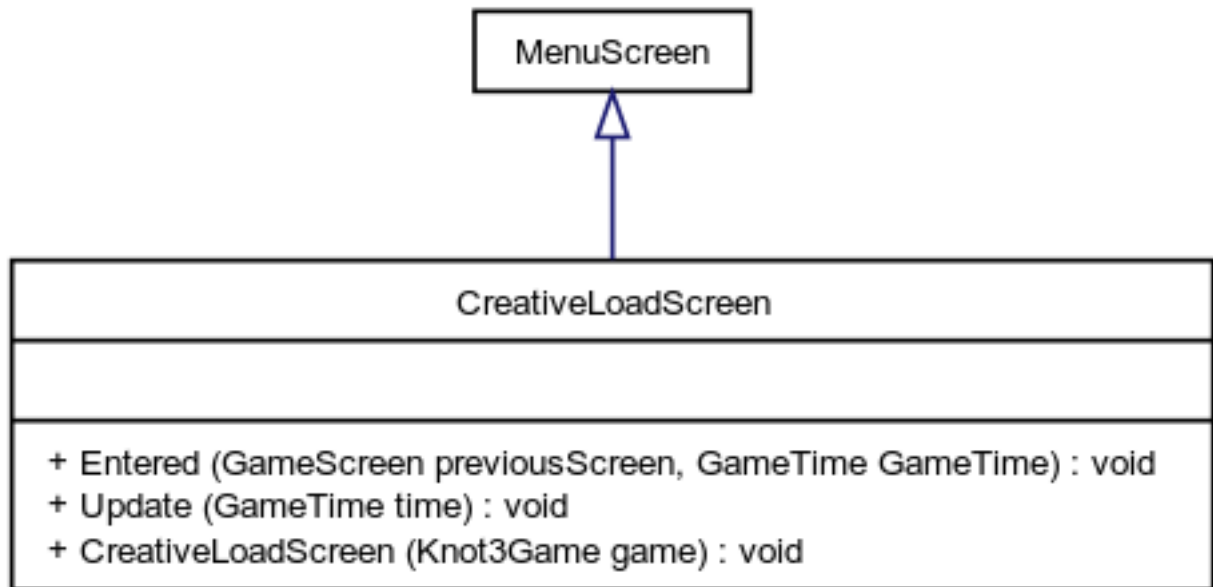 MenuScreen
CreativeLoadScreen
+ Entered (GameScreen previousScreen, GameTime GameTime) : void
+ Update (GameTime time) : void
+ CreativeLoadScreen (Knot3Game game) : void